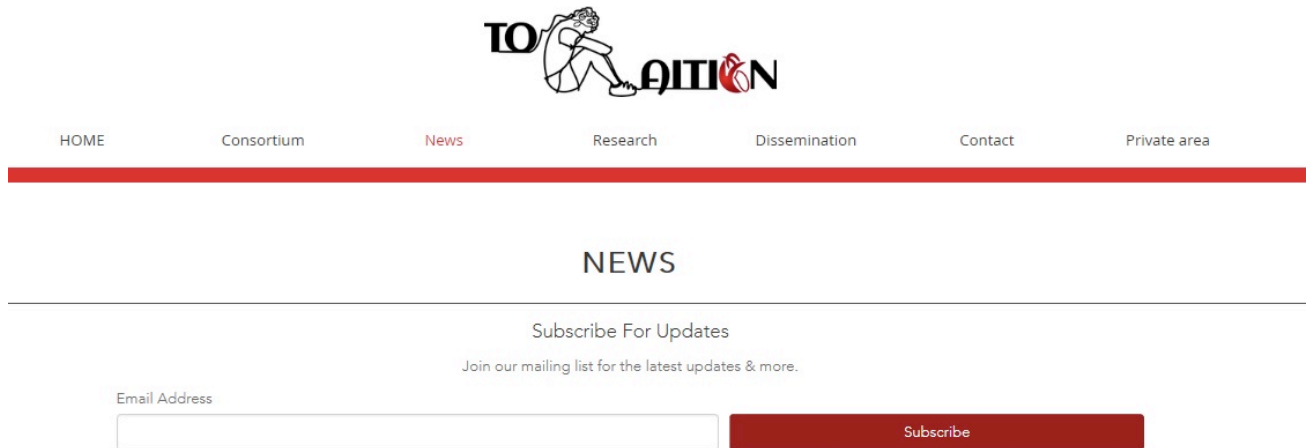 TO AITION
HOME Consortium News Research Dissemination Contact Private area
NEWS
Subscribe For Updates
Join our mailing list for the latest updates & more.
Email Address
Subscribe